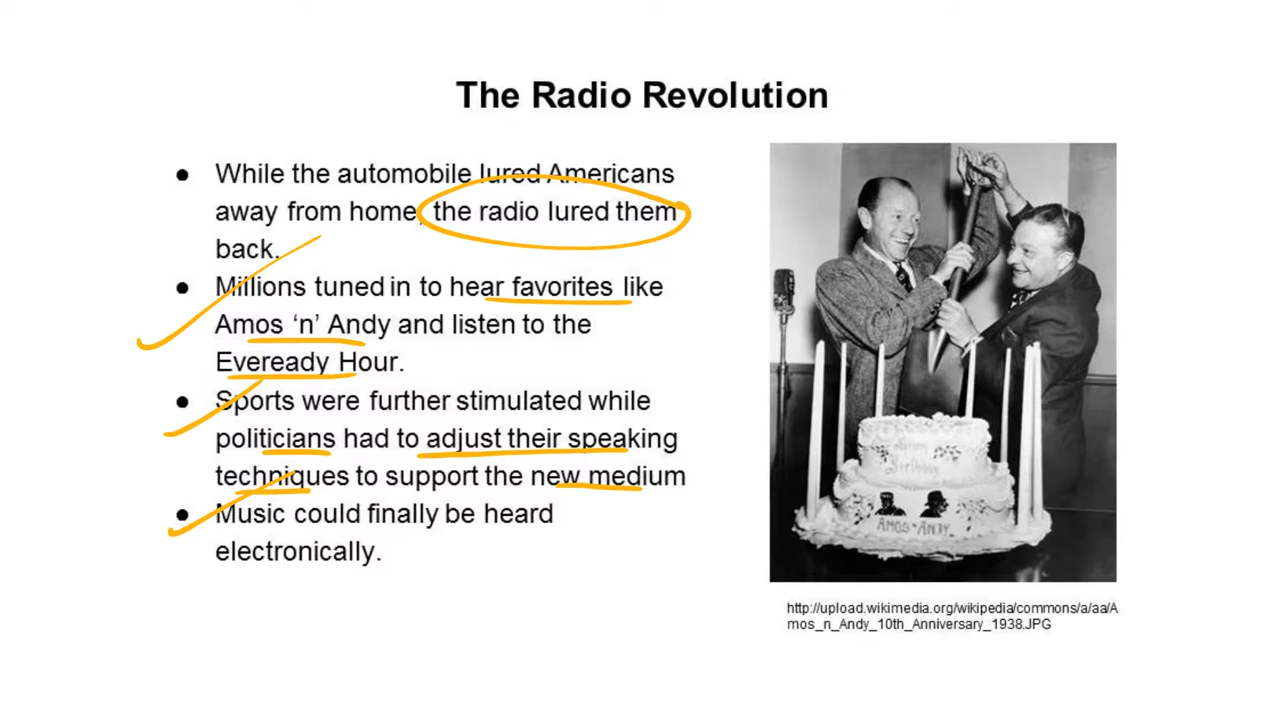 The Radio Revolution
● While the automobile lured Americans
away from home, the radio lured them
back.
● Millions tuned in to hear favorites like
Amos ‘n’ Andy and listen to the
Eveready Hour.
● Sports were further stimulated while
politicians had to adjust their speaking
techniques to support the new medium
● Music could finally be heard
electronically.
Birthday
AMOS 'N' ANDY
http://upload.wikimedia.org/wikipedia/commons/a/aa/A
mos_n_Andy_10th_Anniversary_1938.JPG